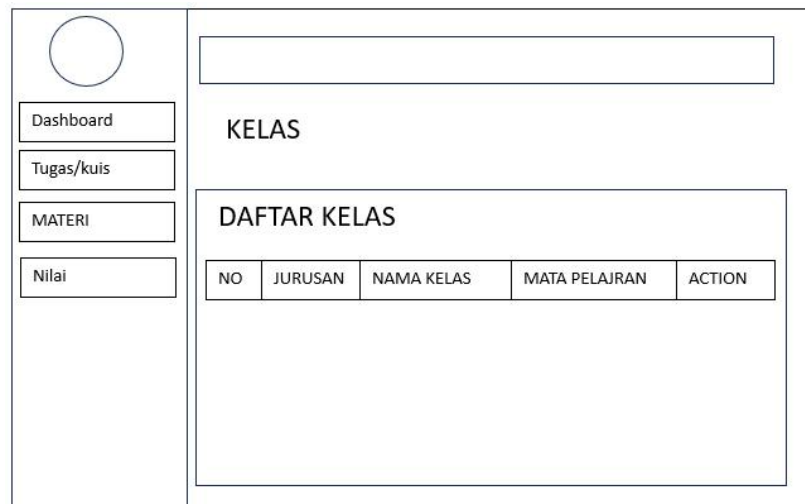 Dashboard
Tugas/kuis
MATERI
Nilai
KELAS
DAFTAR KELAS
NO JURUSAN NAMA KELAS MATA PELAJRAN ACTION